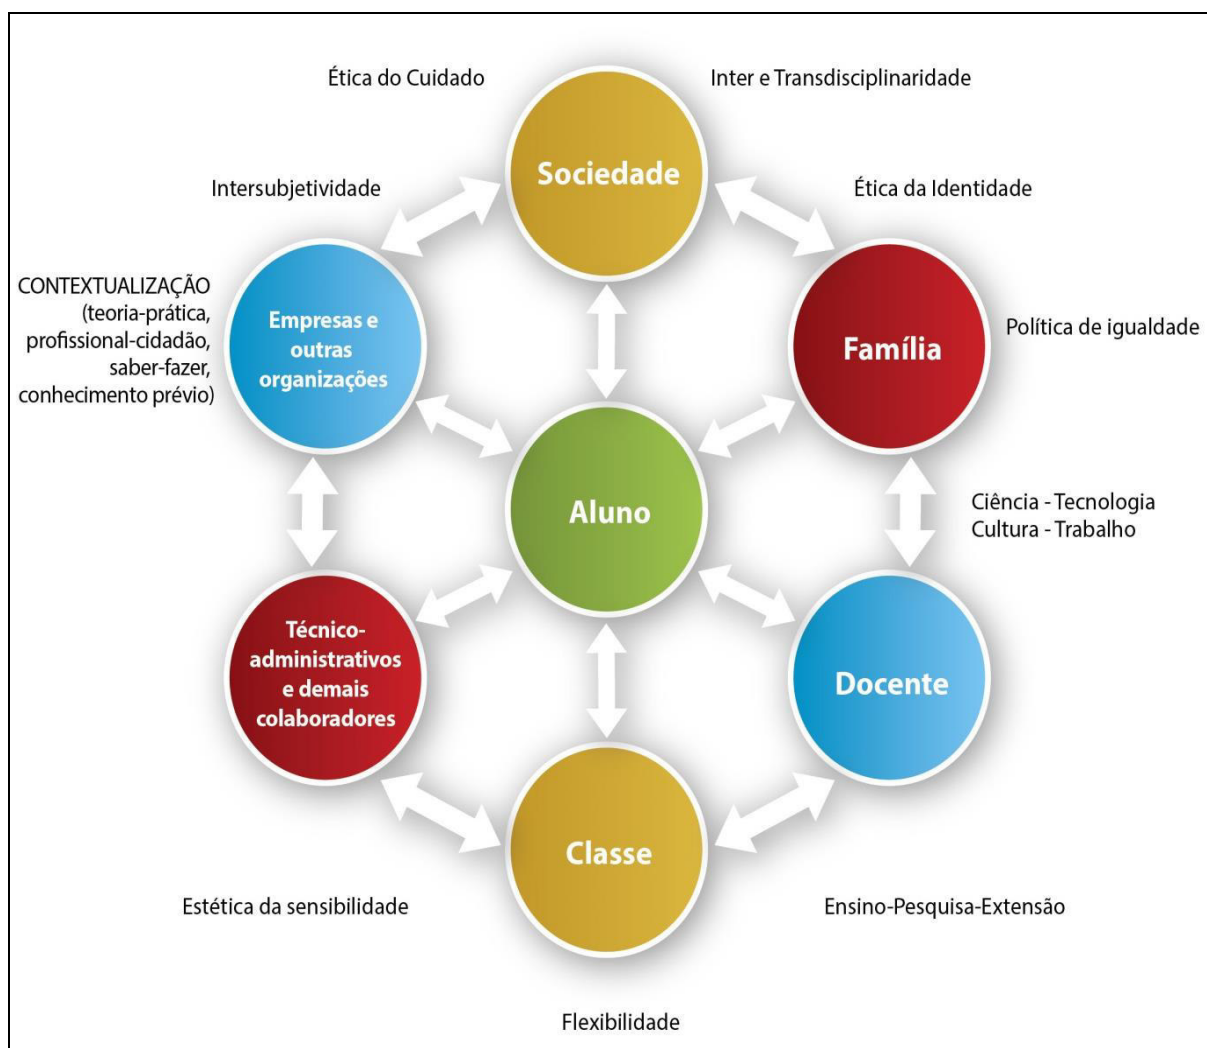 Ética do Cuidado
Inter e Transdisciplinaridade
Sociedade
Intersubjetividade
Ética da Identidade
CONTEXTUALIZAÇÃO
(teoria-prática,
profissional-cidadão,
saber-fazer,
conhecimento prévio)
Empresas e
outras
organizações
Família
Política de igualdade
Aluno
Ciência - Tecnologia
Cultura - Trabalho
Técnico-
administrativos
e demais
colaboradores
Docente
Classe
Estética da sensibilidade
Ensino-Pesquisa-Extensão
Flexibilidade